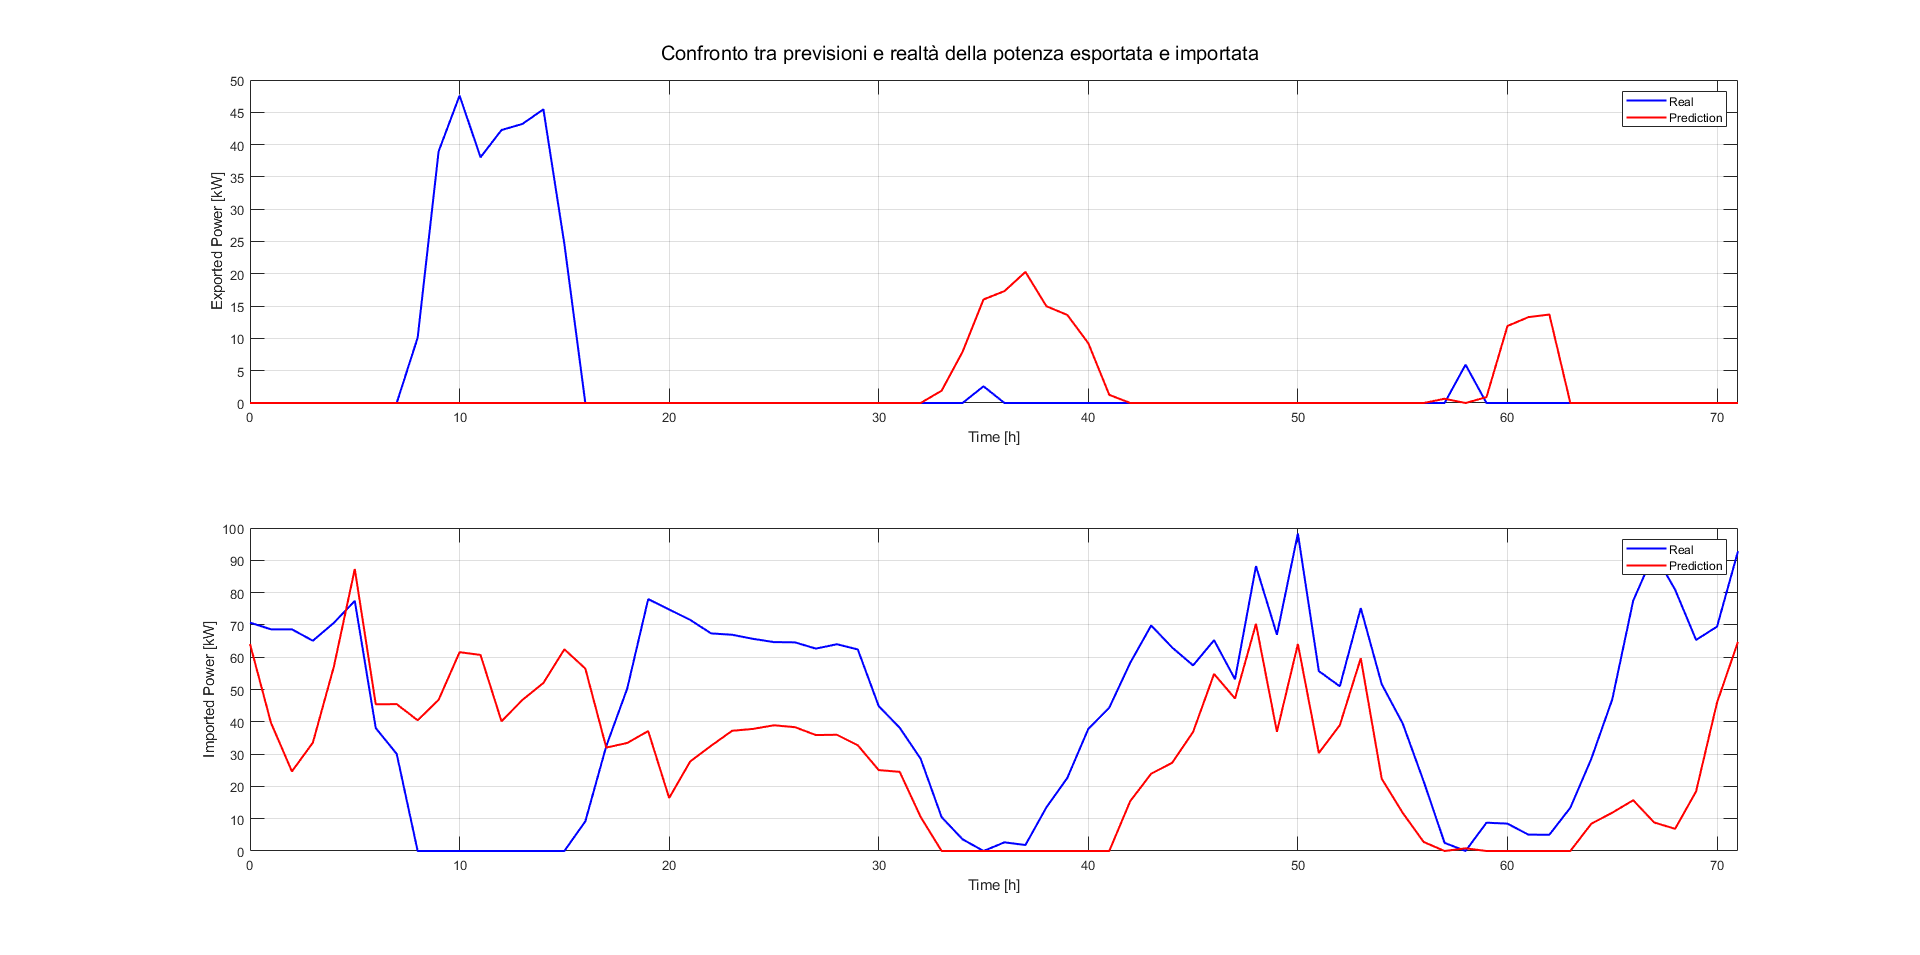 Confronto tra previsioni e realtà della potenza esportata e importata
50
45
40
35
30
25
20
15
10
5
0
Exported Power [kW]
Real
Prediction
0 10 20 30 40 50 60 70
Time [h]
100
90
80
70
60
50
40
30
20
10
0
Imported Power [kW]
Real
Prediction
0 10 20 30 40 50 60 70
Time [h]